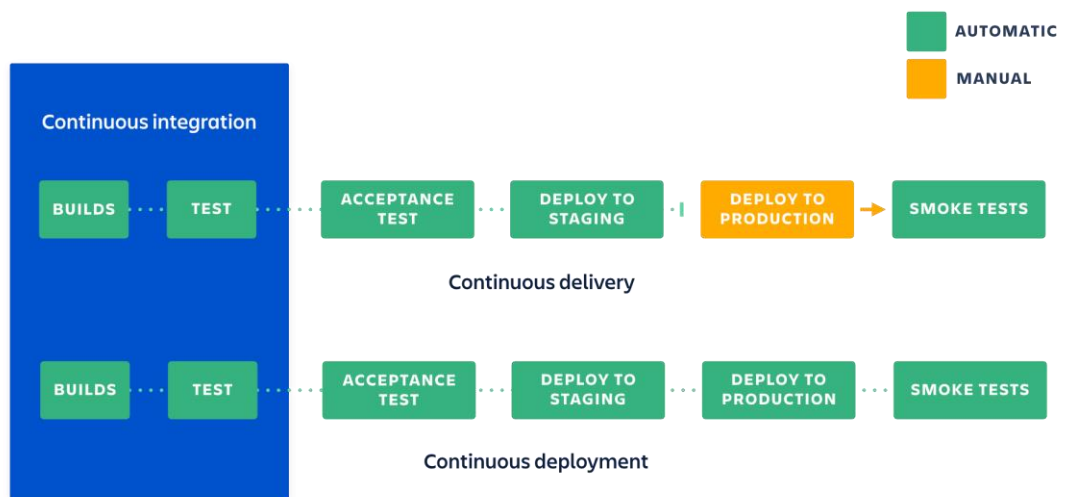 AUTOMATIC
MANUAL
Continuous integration
BUILDS
TEST
ACCEPTANCE
TEST
DEPLOY TO
STAGING
DEPLOY TO
PRODUCTION
SMOKE TESTS
Continuous delivery
BUILDS
TEST
ACCEPTANCE
TEST
DEPLOY TO
STAGING
DEPLOY TO
PRODUCTION
SMOKE TESTS
Continuous deployment